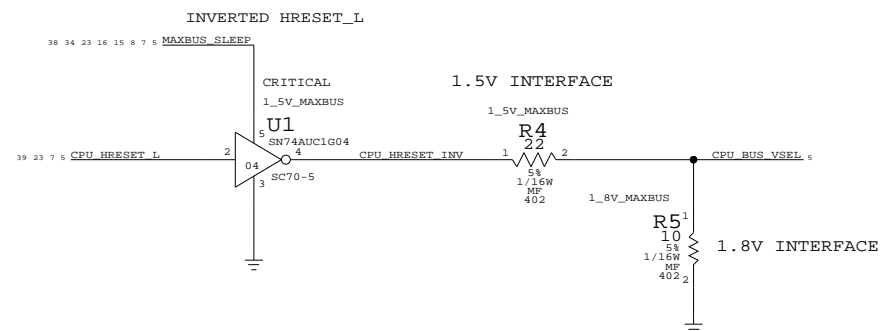 INVERTED HRESET_L
38 34 23 16 15 8 7 5 MAXBUS_SLEEP
CRITICAL
1_5V_MAXBUS
1.5V INTERFACE
5
U1
SN74AUC1G04
1_5V_MAXBUS
R4
22
39 23 7 5 CPU_HRESET_L
2
04
4
CPU_HRESET_INV
1
2
CPU_BUS_VSEL 5
3
SC70-5
5%
1/16W
MF
402
1_8V_MAXBUS
R5
1
10
5%
1/16W
MF
402
2
1.8V INTERFACE